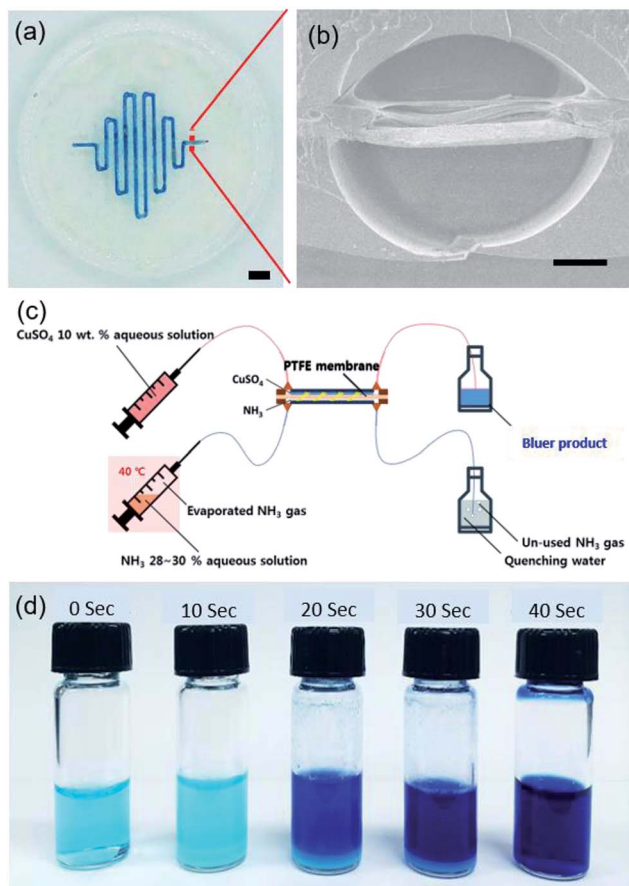 (a)
(b)
(c)
CuSO₄ 10 wt. % aqueous solution
PTFE membrane
CuSO₄
NH₃
Bluer product
40 ℃
Evaporated NH₃ gas
NH₃ 28~30 % aqueous solution
Un-used NH₃ gas
Quenching water
(d)
0 Sec
10 Sec
20 Sec
30 Sec
40 Sec